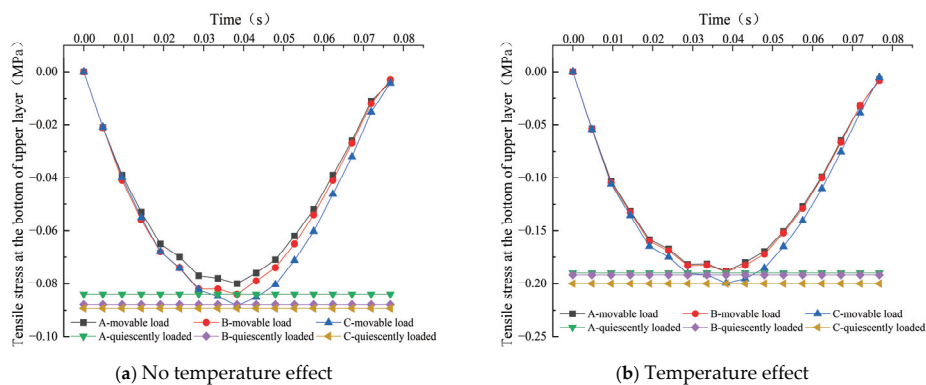 Time（s）
0.00 0.01 0.02 0.03 0.04 0.05 0.06 0.07 0.08
Tensile stress at the bottom of upper layer（MPa）
0.00
−0.02
−0.04
−0.06
−0.08
−0.10
A-movable load B-movable load C-movable load
A-quiescently loaded B-quiescently loaded C-quiescently loaded
(a) No temperature effect
Time（s）
0.00 0.01 0.02 0.03 0.04 0.05 0.06 0.07 0.08
Tensile stress at the bottom of upper layer（MPa）
0.00
−0.05
−0.10
−0.15
−0.20
−0.25
A-movable load B-movable load C-movable load
A-quiescently loaded B-quiescently loaded C-quiescently loaded
(b) Temperature effect